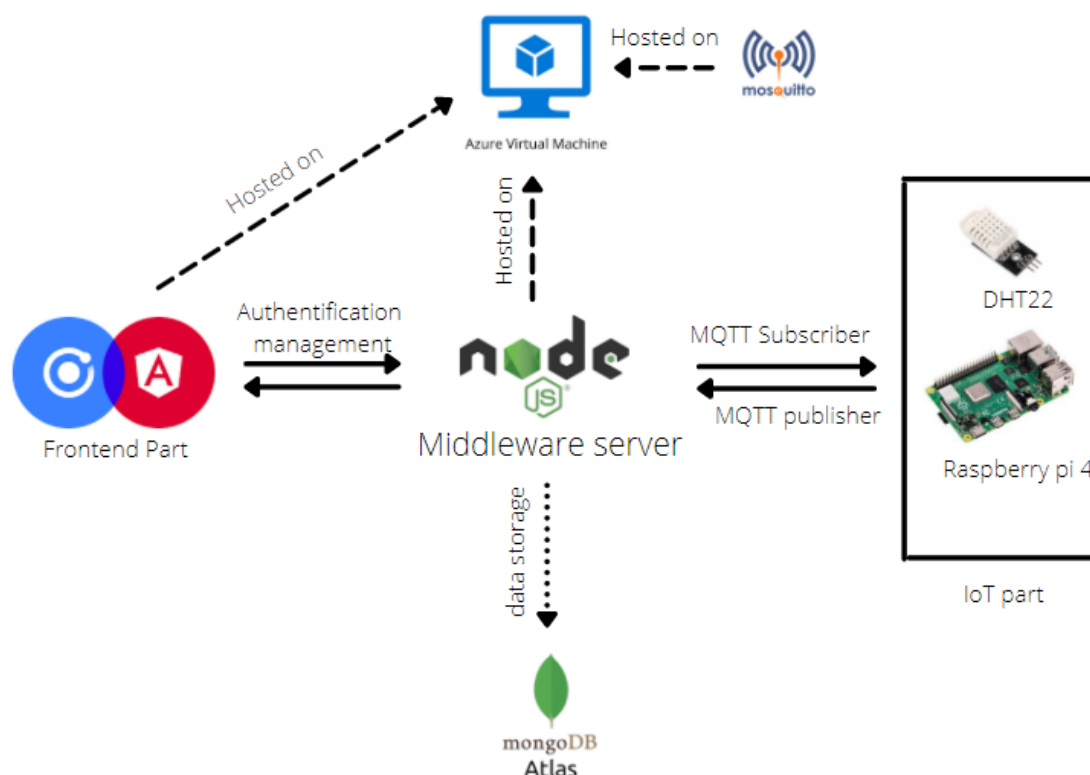 Hosted on
mosquitto
Azure Virtual Machine
Hosted on
Hosted on
DHT22
Authentification
management
node
JS
MQTT Subscriber
A
MQTT publisher
Frontend Part
Middleware server
Raspberry pi 4
data storage
IoT part
mongoDB
Atlas